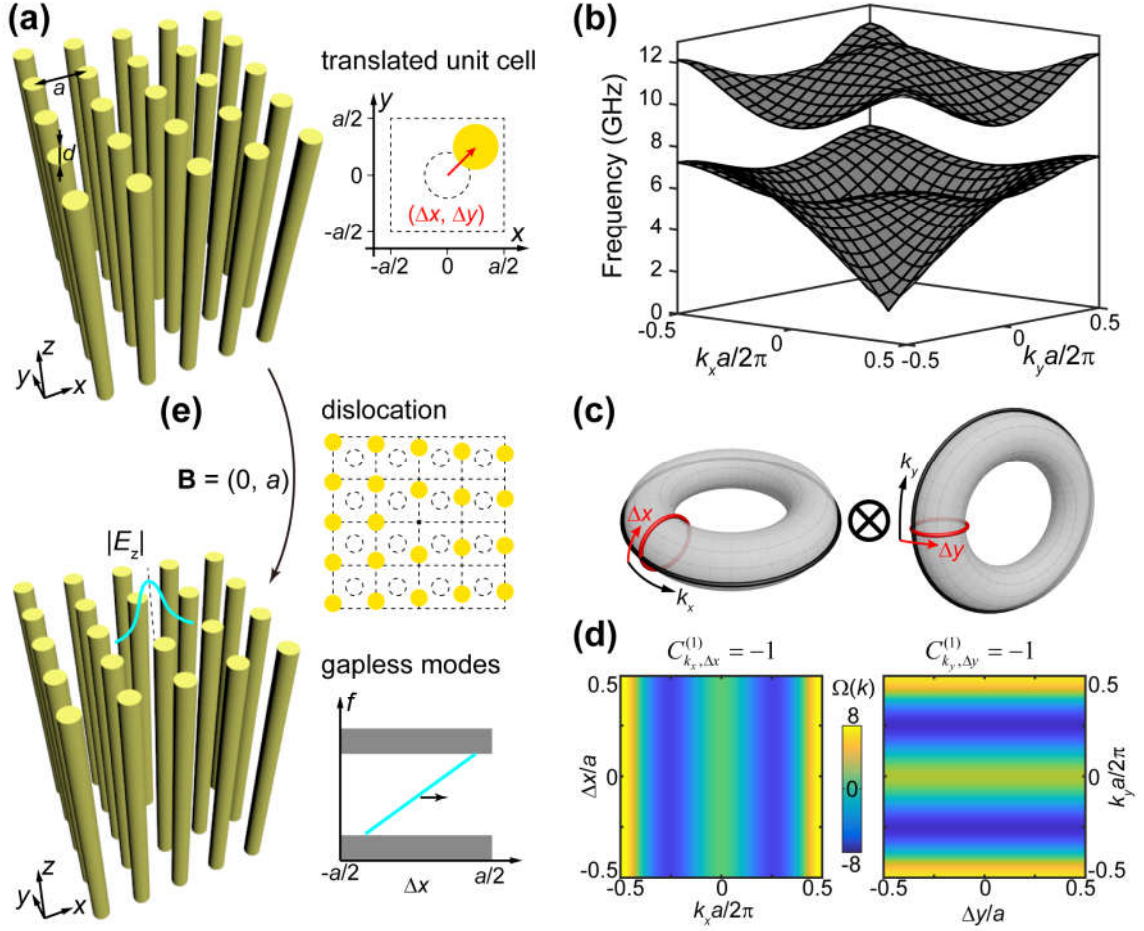 (a)
a
d
z
y
x
translated unit cell
y
a/2
0
-a/2
(Δx, Δy)
x
-a/2 0 a/2
(b)
Frequency (GHz)
12
10
8
6
4
2
0
-0.5 0 0.5
kₓa/2π
-0.5 0 0.5
k_y a/2π
(e)
B = (0, a)
|E_z|
z
y
x
dislocation
gapless modes
f
-a/2 a/2
Δx
(c)
Δx
kₓ
⊗
k_y
Δy
(d)
C^{(1)}_{k_x,Δx} = −1
C^{(1)}_{k_y,Δy} = −1
0.5
Δx/a
0
-0.5
-0.5 0 0.5
kₓa/2π
Ω(k)
8
0
-8
-0.5 0 0.5
Δy/a
0.5
0
-0.5
k_y a/2π